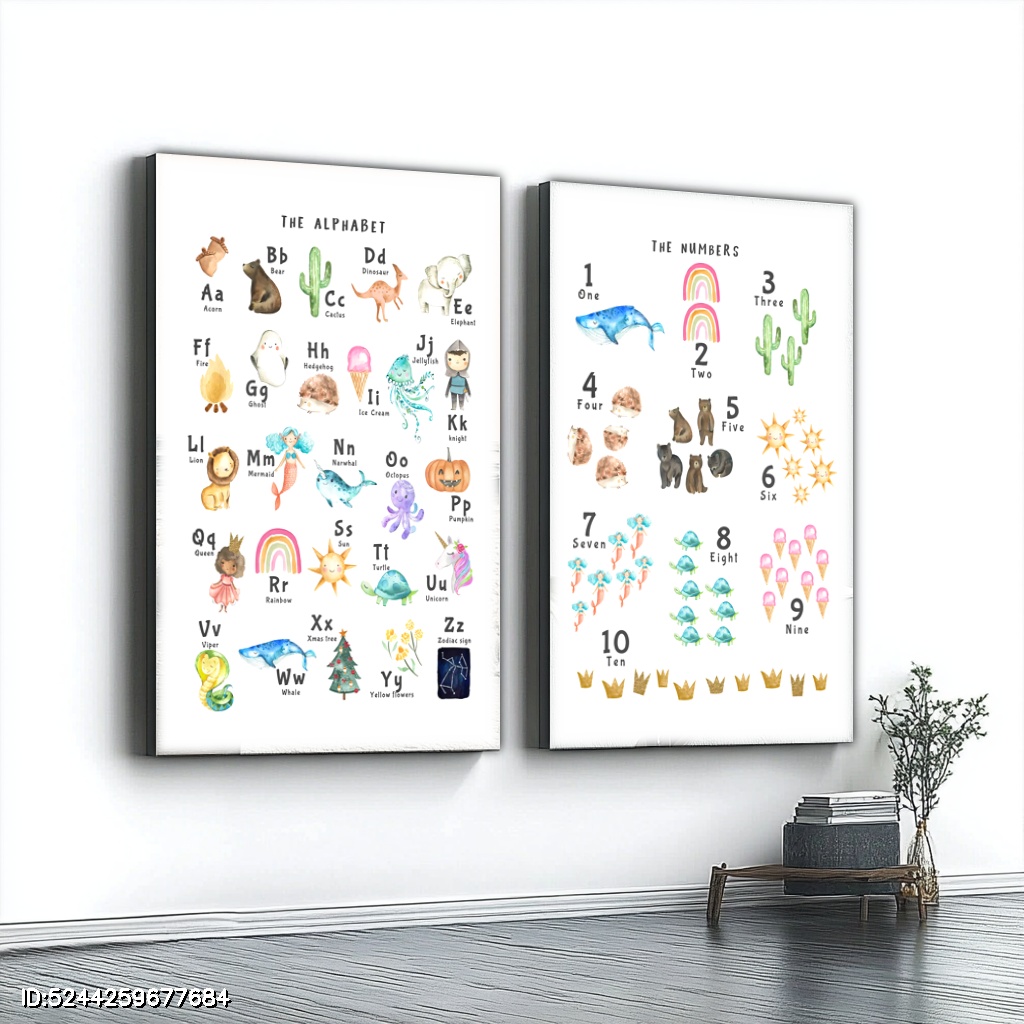 THE ALPHABET
Aa
Acorn
Bb
Bear
Cc
Cactus
Dd
Dinosaur
Ee
Elephant
Ff
Fire
Gg
Ghost
Hh
Hedgehog
Ii
Ice Cream
Jj
Jellyfish
Kk
knight
Ll
Lion
Mm
Mermaid
Nn
Narwhal
Oo
Octopus
Pp
Pumpkin
Qq
Queen
Rr
Rainbow
Ss
Sun
Tt
Turtle
Uu
Unicorn
Vv
Viper
Ww
Whale
Xx
Xmas tree
Yy
Yellow flowers
Zz
Zodiac sign
THE NUMBERS
1
One
2
Two
3
Three
4
Four
5
Five
6
Six
7
Seven
8
Eight
9
Nine
10
Ten
ID:5244259677684